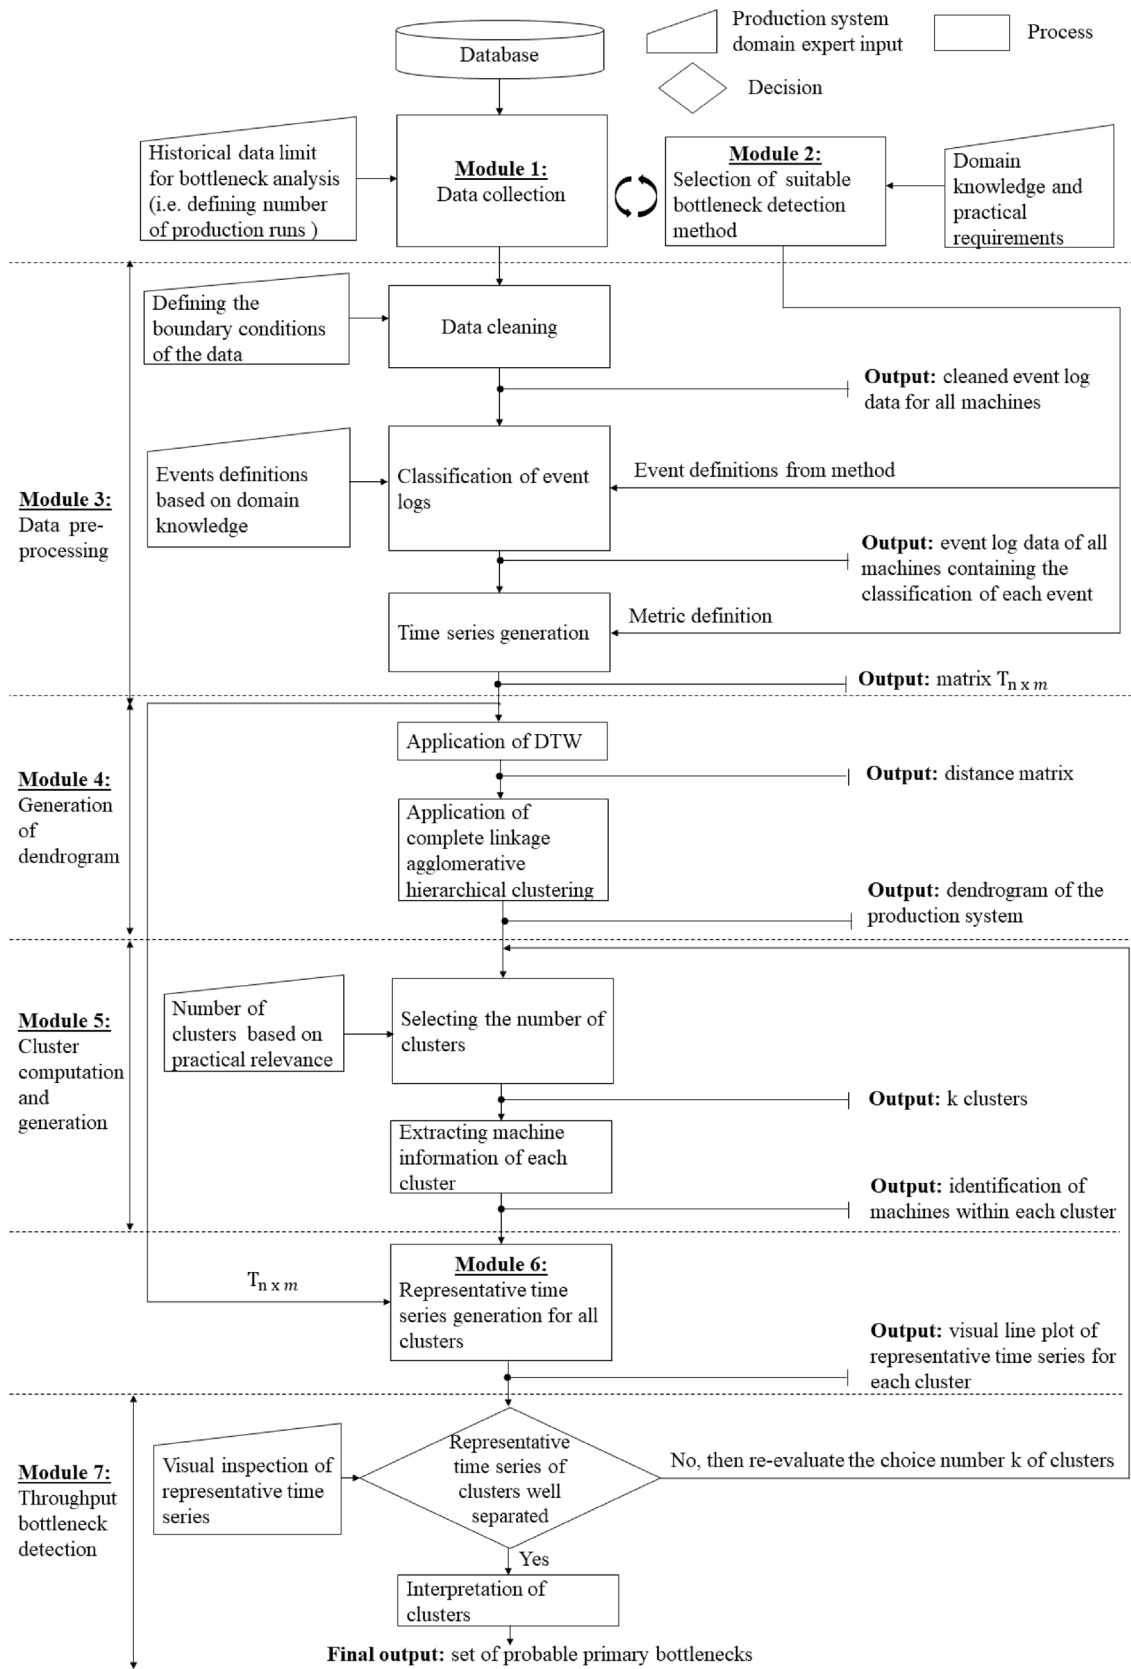 Production system
domain expert input
Process
Database
Decision
Historical data limit
for bottleneck analysis
(i.e. defining number
of production runs )
Module 1:
Data collection
Module 2:
Selection of suitable
bottleneck detection
method
Domain
knowledge and
practical
requirements
Defining the
boundary conditions
of the data
Data cleaning
Output: cleaned event log
data for all machines
Module 3:
Data pre-
processing
Events definitions
based on domain
knowledge
Classification of event
logs
Event definitions from method
Output: event log data of all
machines containing the
classification of each event
Time series generation
Metric definition
Output: matrix Tn x m
Module 4:
Generation
of
dendrogram
Application of DTW
Output: distance matrix
Application of
complete linkage
agglomerative
hierarchical clustering
Output: dendrogram of the
production system
Module 5:
Cluster
computation
and
generation
Number of
clusters based on
practical relevance
Selecting the number of
clusters
Output: k clusters
Extracting machine
information of each
cluster
Output: identification of
machines within each cluster
Tn x m
Module 6:
Representative time
series generation for all
clusters
Output: visual line plot of
representative time series for
each cluster
Module 7:
Throughput
bottleneck
detection
Visual inspection of
representative time
series
Representative
time series of
clusters well
separated
No, then re-evaluate the choice number k of clusters
Yes
Interpretation of
clusters
Final output: set of probable primary bottlenecks